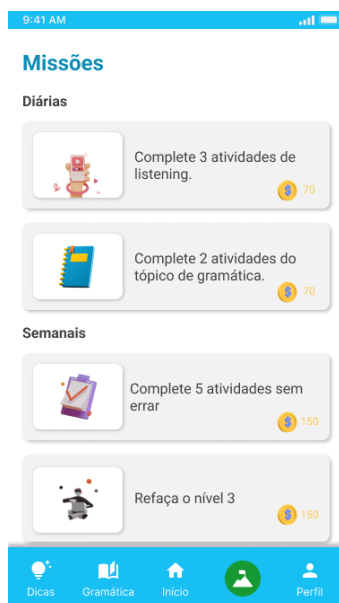 9:41 AM
Missões
Diárias
Complete 3 atividades de
listening.
70
Complete 2 atividades do
tópico de gramática.
70
Semanais
Complete 5 atividades sem
errar
150
Refaça o nível 3
150
Dicas
Gramática
Início
Perfil